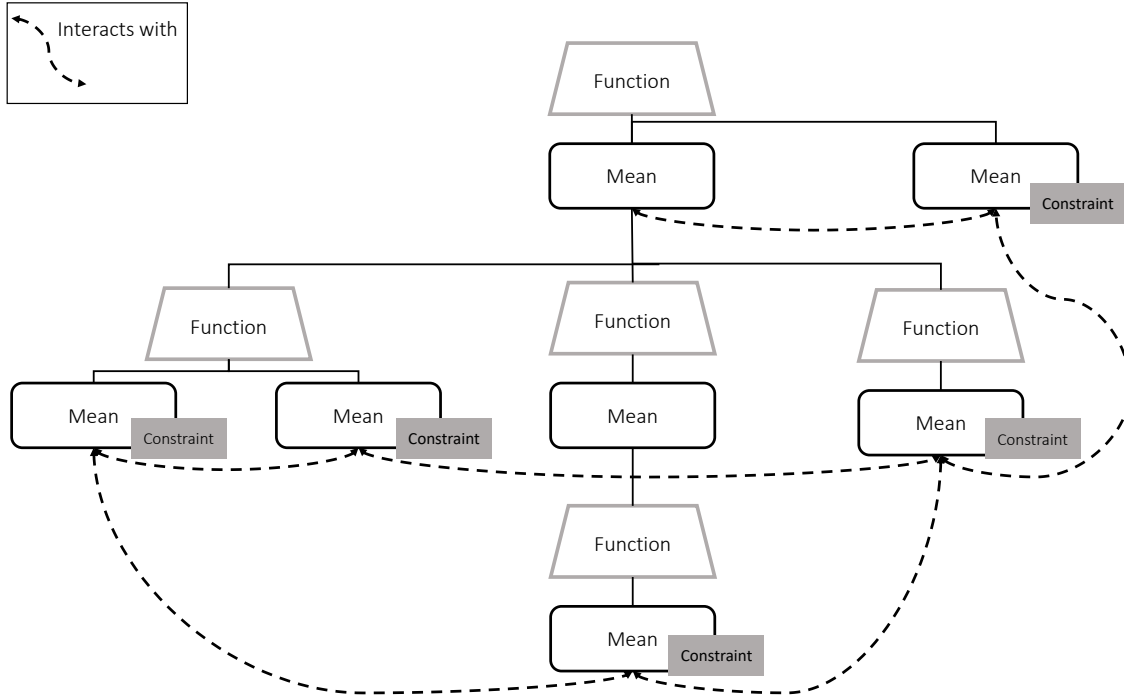 Interacts with
Function
Mean
Mean
Constraint
Function
Function
Function
Mean
Constraint
Mean
Constraint
Mean
Mean
Constraint
Function
Mean
Constraint